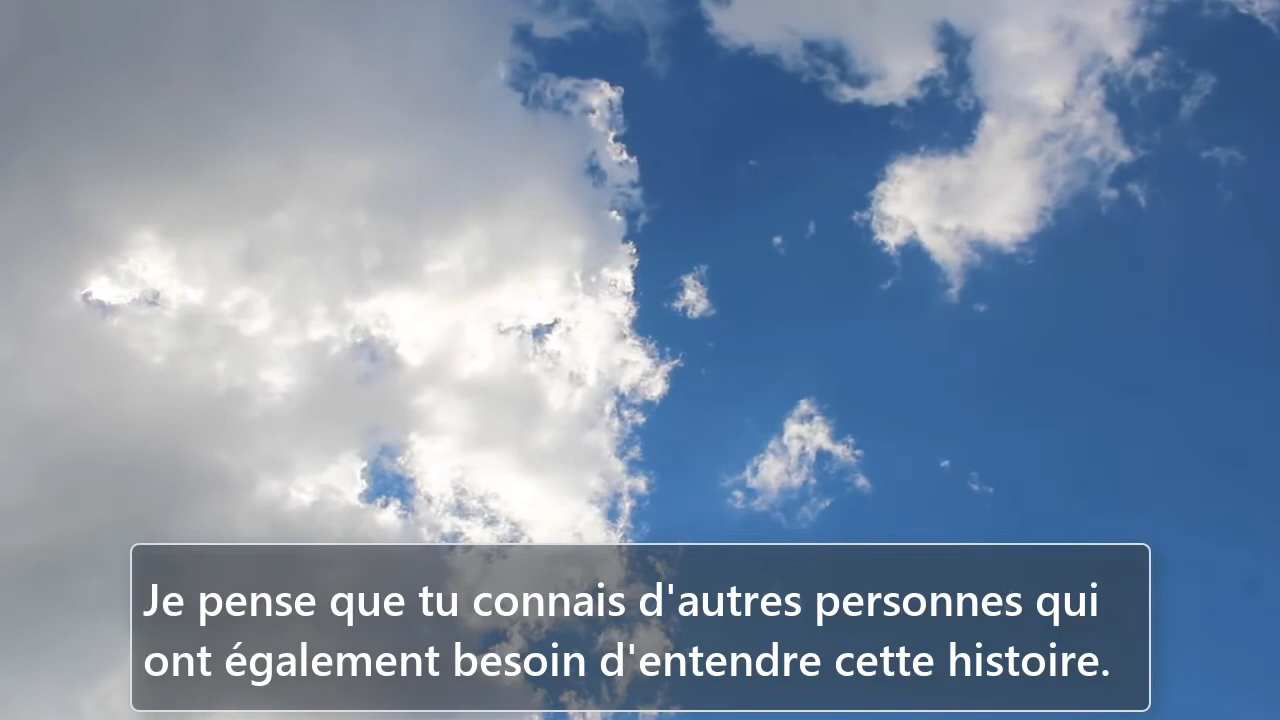 Je pense que tu connais d'autres personnes qui
ont également besoin d'entendre cette histoire.